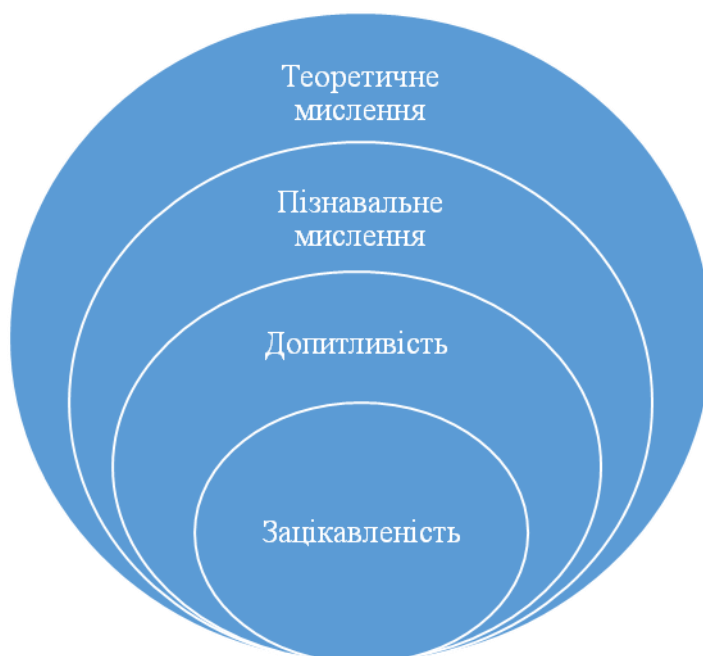 Теоретичне
мислення
Пізнавальне
мислення
Допитливість
Зацікавленість